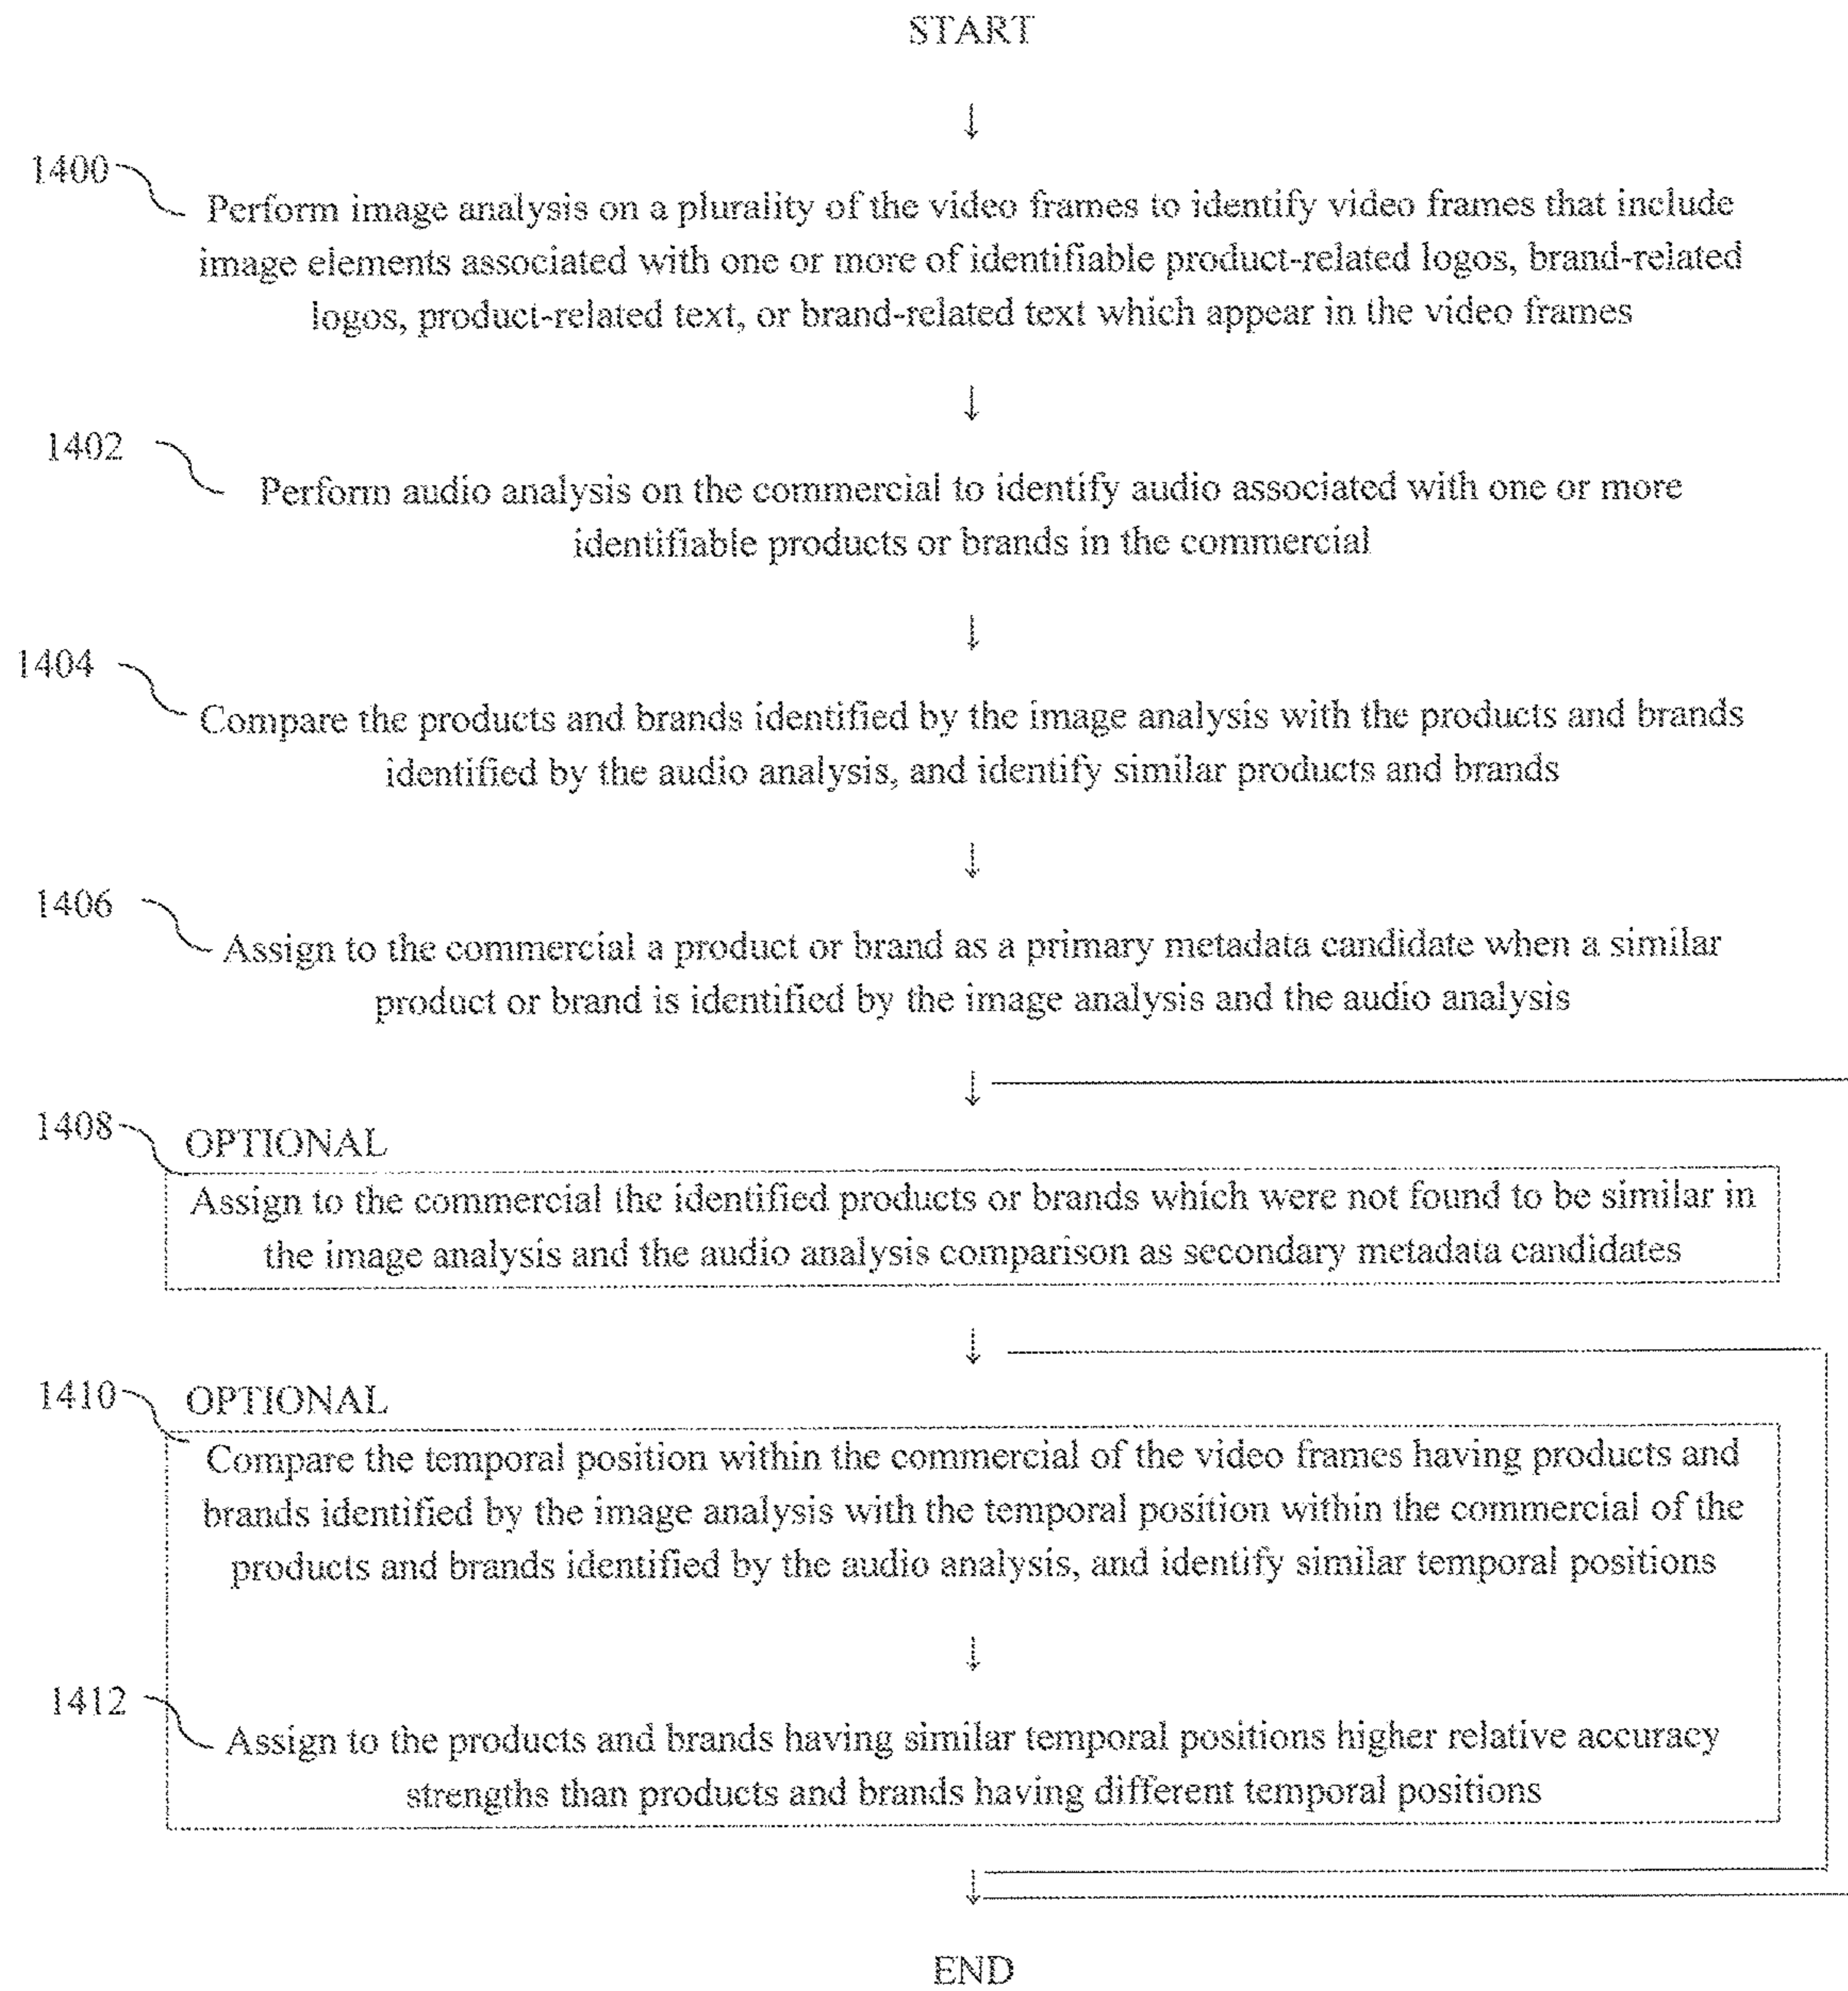 START
↓
1400
Perform image analysis on a plurality of the video frames to identify video frames that include
image elements associated with one or more of identifiable product-related logos, brand-related
logos, product-related text, or brand-related text which appear in the video frames
↓
1402
Perform audio analysis on the commercial to identify audio associated with one or more
identifiable products or brands in the commercial
↓
1404
Compare the products and brands identified by the image analysis with the products and brands
identified by the audio analysis, and identify similar products and brands
↓
1406
Assign to the commercial a product or brand as a primary metadata candidate when a similar
product or brand is identified by the image analysis and the audio analysis
↓
1408
OPTIONAL
Assign to the commercial the identified products or brands which were not found to be similar in
the image analysis and the audio analysis comparison as secondary metadata candidates
↓
1410
OPTIONAL
Compare the temporal position within the commercial of the video frames having products and
brands identified by the image analysis with the temporal position within the commercial of the
products and brands identified by the audio analysis, and identify similar temporal positions
↓
1412
Assign to the products and brands having similar temporal positions higher relative accuracy
strengths than products and brands having different temporal positions
↓
END